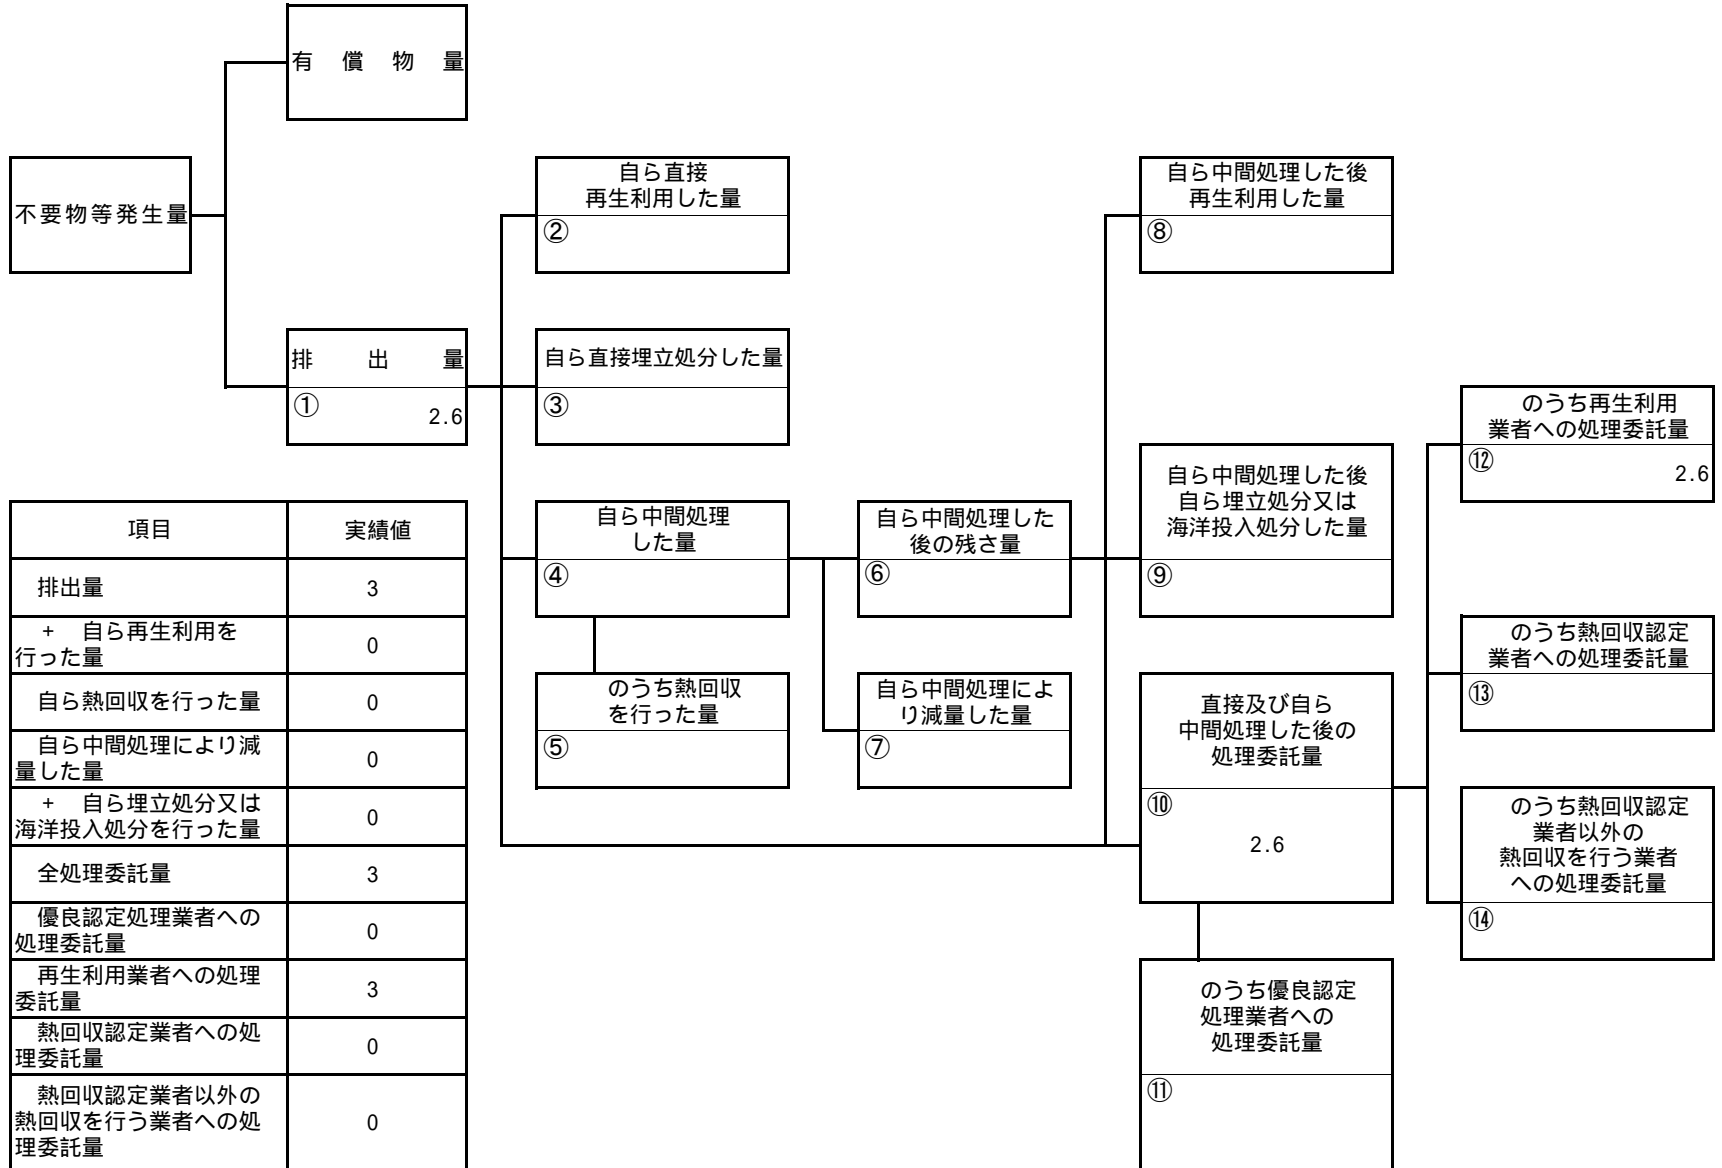 有償物量
不要物等発生量
排出量
①
2.6
自ら直接
再生利用した量
②
自ら直接埋立処分した量
③
自ら中間処理
した量
④
のうち熱回収
を行った量
⑤
自ら中間処理した
後の残さ量
⑥
自ら中間処理によ
り減量した量
⑦
自ら中間処理した後
再生利用した量
⑧
自ら中間処理した後
自ら埋立処分又は
海洋投入処分した量
⑨
直接及び自ら
中間処理した後の
処理委託量
⑩
2.6
のうち優良認定
処理業者への
処理委託量
⑪
のうち再生利用
業者への処理委託量
⑫
2.6
のうち熱回収認定
業者への処理委託量
⑬
のうち熱回収認定
業者以外の
熱回収を行う業者
への処理委託量
⑭
項目 実績値
排出量 3
+ 自ら再生利用を
行った量 0
自ら熱回収を行った量 0
自ら中間処理により減
量した量 0
+ 自ら埋立処分又は
海洋投入処分を行った量 0
全処理委託量 3
優良認定処理業者への
処理委託量 0
再生利用業者への処理
委託量 3
熱回収認定業者への処
理委託量 0
熱回収認定業者以外の
熱回収を行う業者への処
理委託量 0